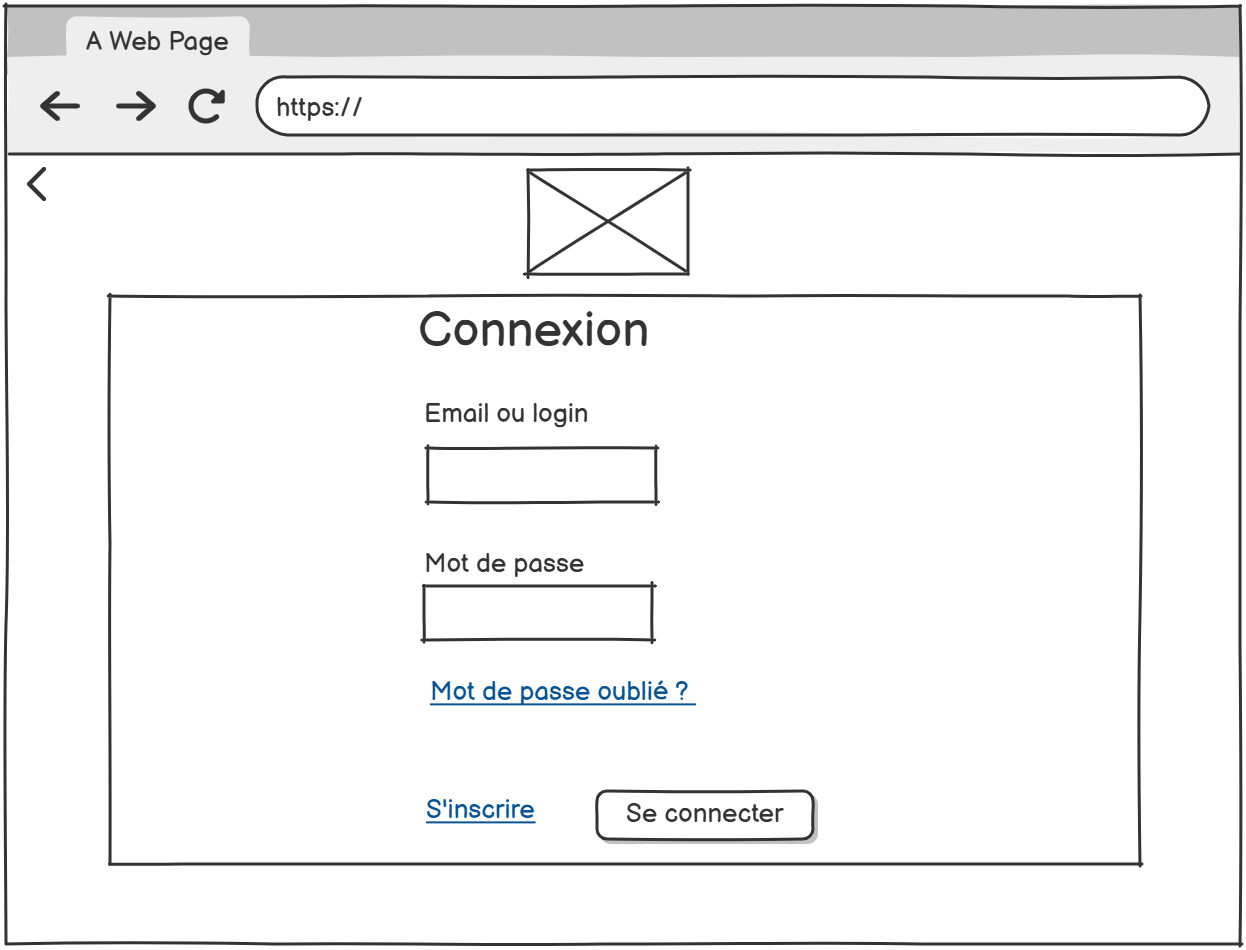 A Web Page
https://
Connexion
Email ou login
Mot de passe
Mot de passe oublié ?
S'inscrire
Se connecter